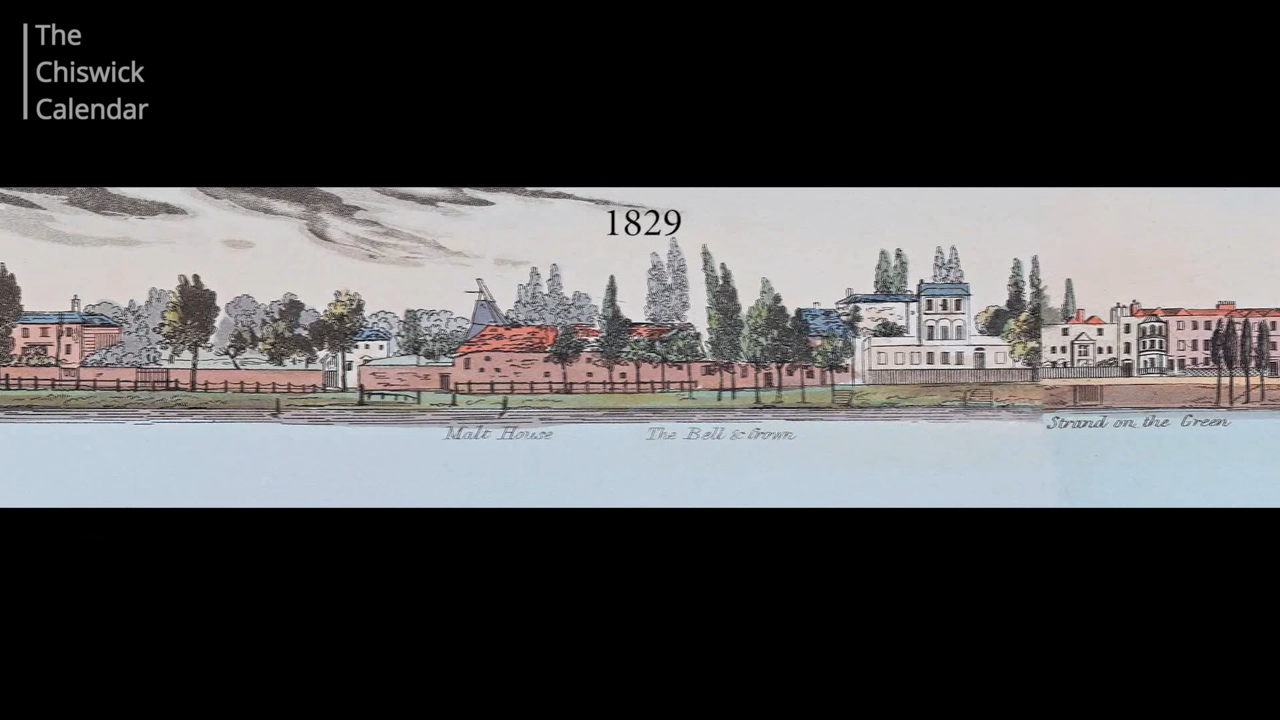 The
Chiswick
Calendar
1829
Malt House
The Bell & Crown
Strand on the Green